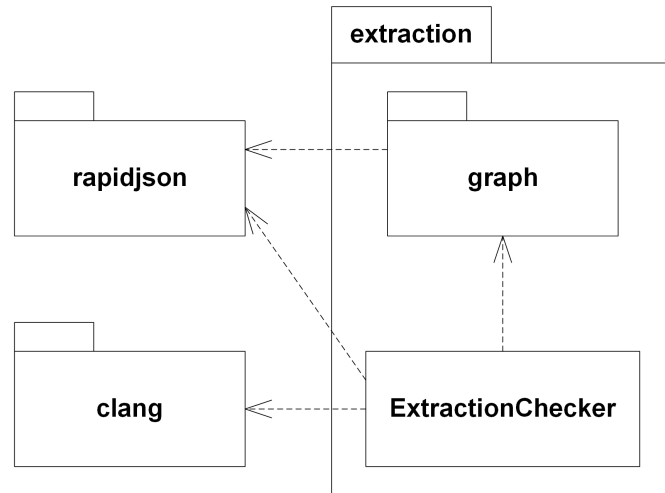 extraction
rapidjson
graph
clang
ExtractionChecker